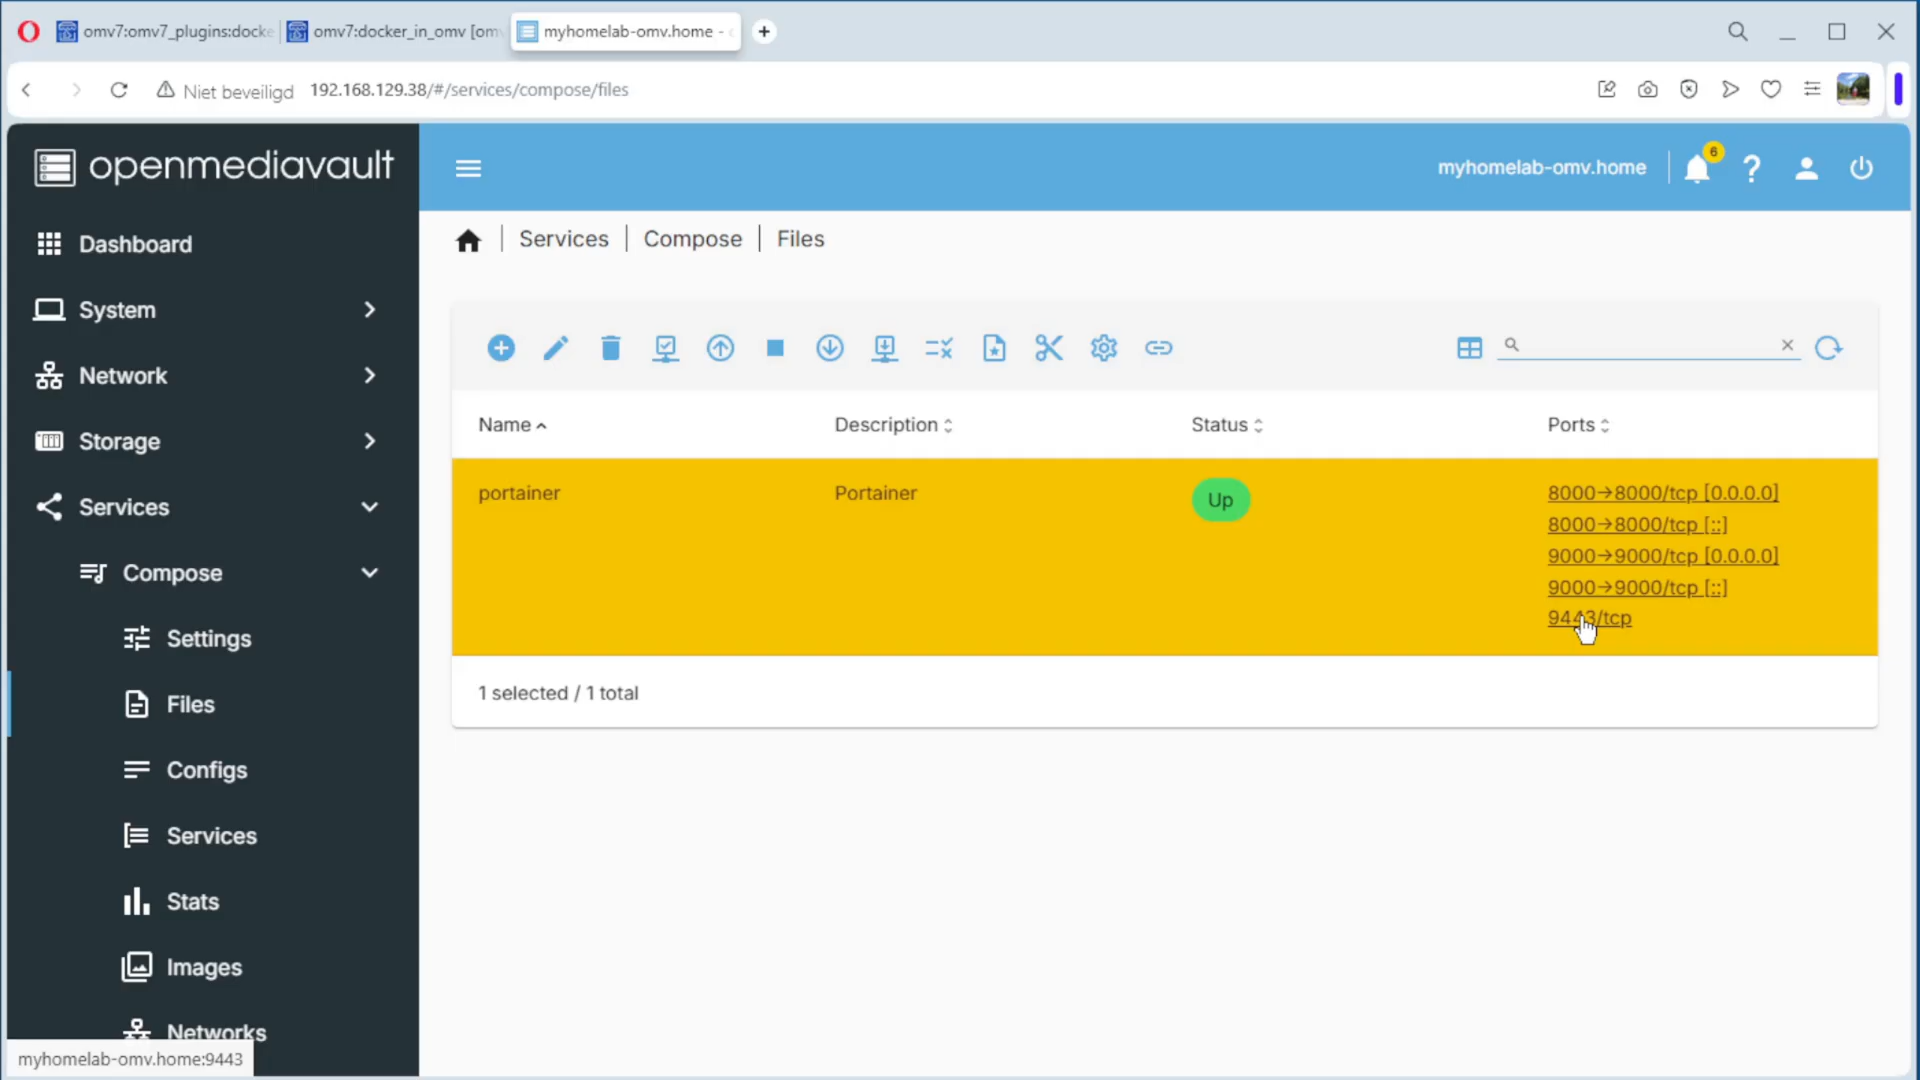 omv7:omv7_plugins:docke
omv7:docker_in_omv [om
myhomelab-omv.home -
Niet beveiligd
192.168.129.38/#/services/compose/files
openmediavault
myhomelab-omv.home
6
Dashboard
System
Network
Storage
Services
Compose
Settings
Files
Configs
Services
Stats
Images
Networks
Services | Compose | Files
Name
Description
Status
Ports
portainer
Portainer
Up
8000→8000/tcp [0.0.0.0]
8000→8000/tcp [::]
9000→9000/tcp [0.0.0.0]
9000→9000/tcp [::]
9443/tcp
1 selected / 1 total
myhomelab-omv.home:9443